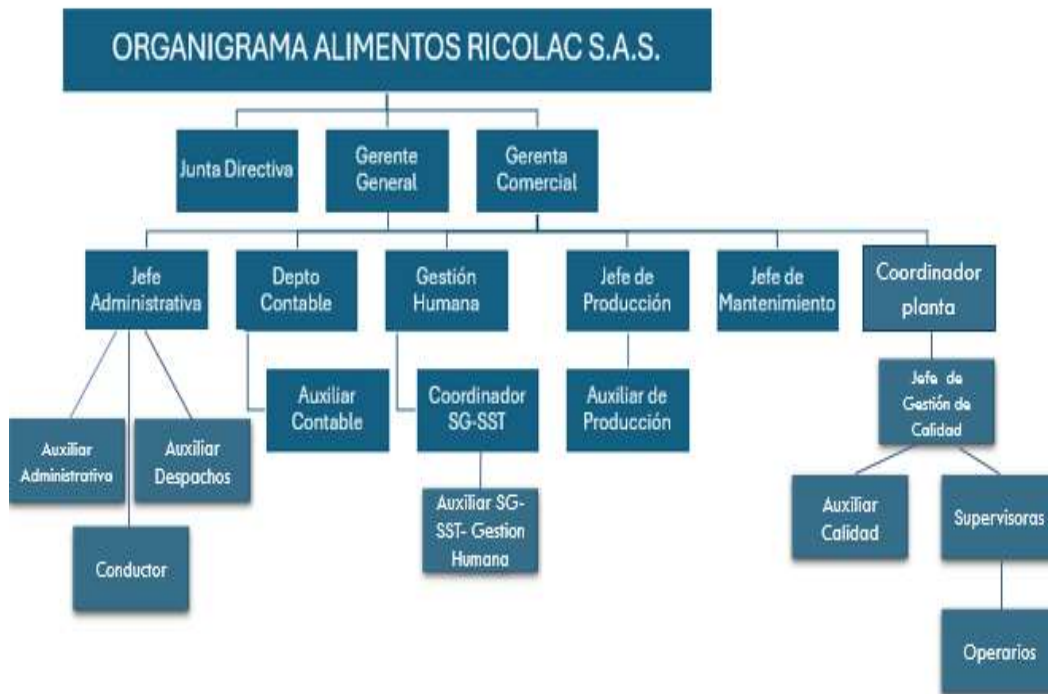 ORGANIGRAMA ALIMENTOS RICOLAC S.A.S.
Junta Directiva
Gerente
General
Gerenta
Comercial
Jefe
Administrativa
Depto
Contable
Gestión
Humana
Jefe de
Producción
Jefe de
Mantenimiento
Coordinador
planta
Auxiliar
Contable
Coordinador
SG-SST
Auxiliar de
Producción
Jefe de
Gestión de
Calidad
Auxiliar
Administrativa
Auxiliar
Despachos
Conductor
Auxiliar SG-
SST- Gestion
Humana
Auxiliar
Calidad
Supervisoras
Operarios